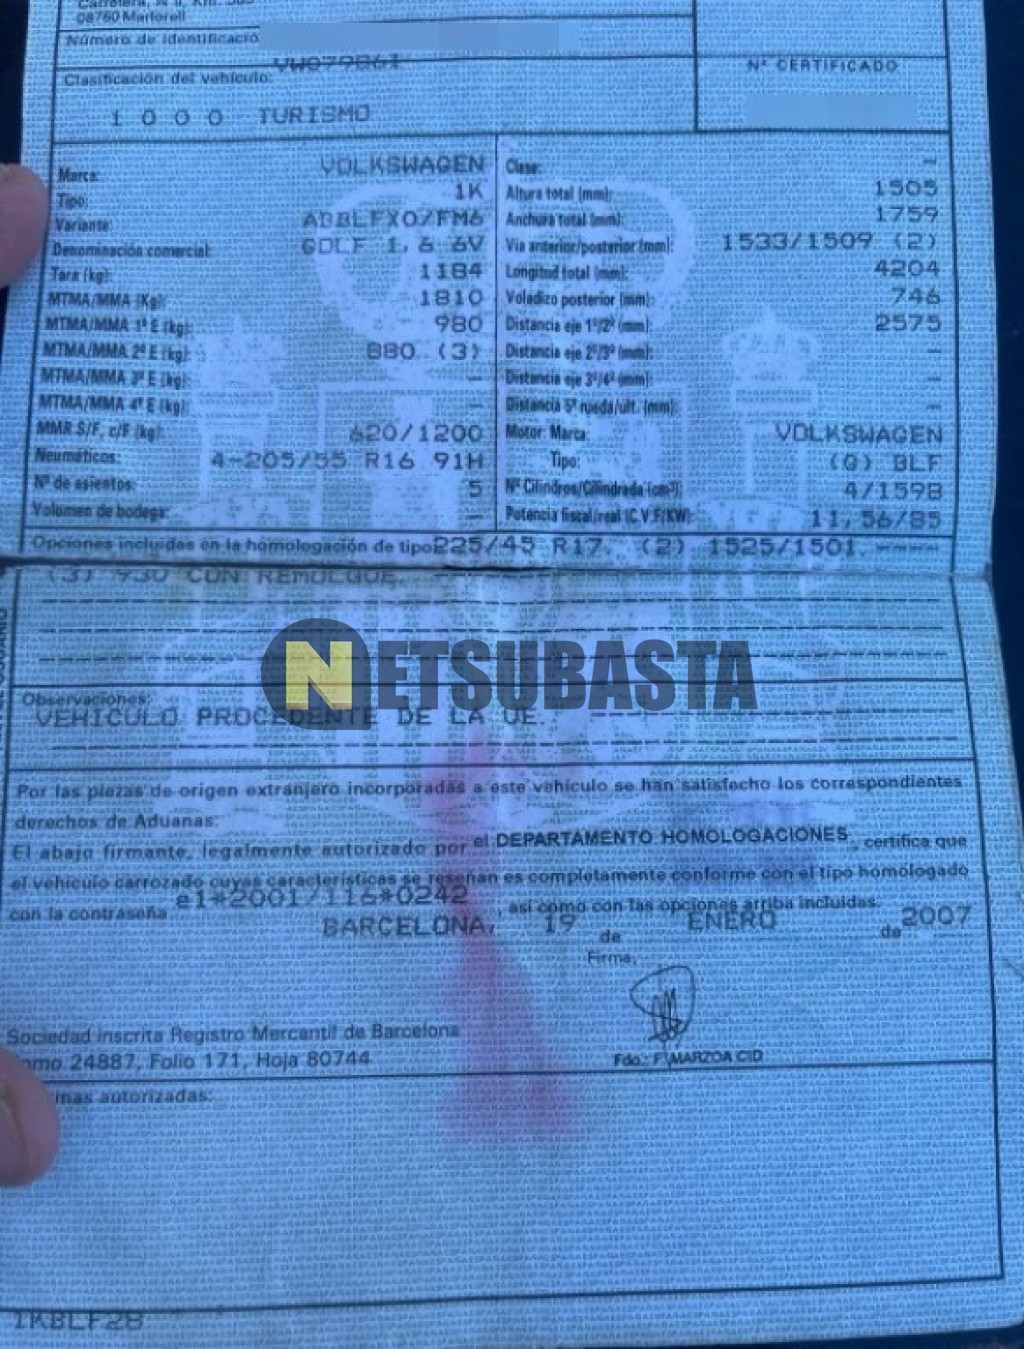 Carretera, N II, Km. 585
08760 Martorell
Número de Identificació
VW079861
Clasificación del vehículo:
Nº CERTIFICADO
1 0 0 0 TURISMO
Marca: VOLKSWAGEN
Tipo: 1K
Variante: ABBLFX0/FM6
Denominación comercial: GOLF 1,6 6V
Tara (kg): 1184
MTMA/MMA (Kg): 1810
MTMA/MMA 1º E (kg): 980
MTMA/MMA 2º E (kg): 880 (3)
MTMA/MMA 3º E (kg): —
MTMA/MMA 4º E (kg): —
MMR S/F, c/F (kg): 620/1200
Neumáticos: 4-205/55 R16 91H
Nº de asientos: 5
Volumen de bodega: —
Clase: —
Altura total (mm): 1505
Anchura total (mm): 1759
Via anterior/posterior (mm): 1533/1509 (2)
Longitud total (mm): 4204
Voladizo posterior (mm): 746
Distancia eje 1º/2º (mm): 2575
Distancia eje 2º/3º (mm): —
Distancia eje 3º/4º (mm): —
Distancia 5ª rueda/ult. (mm): —
Motor: Marca: VOLKSWAGEN
Tipo: (G) BLF
Nº Cilindros/Cilindrada (cm³): 4/1598
Potencia fiscal/real (C.V.F/KW): 11,56/85
Opciones incluidas en la homologación de tipo 225/45 R17. (2) 1525/1501.
(3) 930 CON REMOLQUE.
NETSUBASTA
Observaciones:
VEHICULO PROCEDENTE DE LA UE.
Por las piezas de origen extranjero incorporadas a este vehículo se han satisfecho los correspondientes
derechos de Aduanas.
El abajo firmante, legalmente autorizado por el DEPARTAMENTO HOMOLOGACIONES, certifica que
el vehículo carrozado cuyas características se reseñan es completamente conforme con el tipo homologado
con la contraseña e1*2001/116*0242, así como con las opciones arriba incluidas.
BARCELONA, 19 de ENERO de 2007
Firma,
Sociedad inscrita Registro Mercantil de Barcelona
omo 24887, Folio 171, Hoja 80744
Fdo.: F. MARZOA CID
mas autorizadas:
1KBLF28